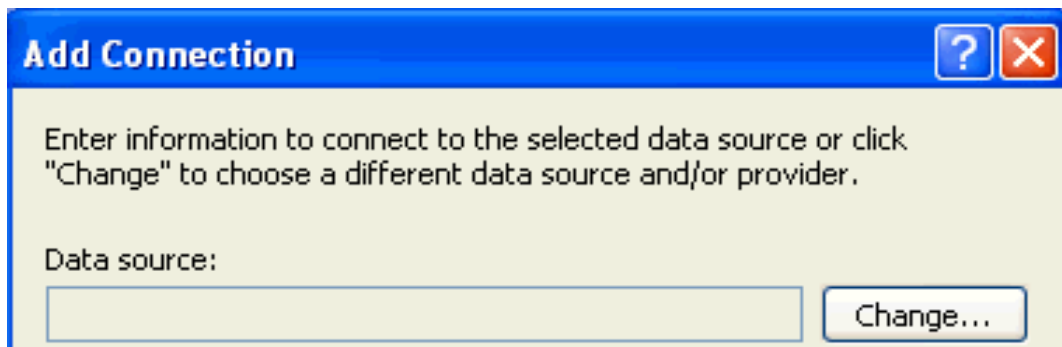 Add Connection
Enter information to connect to the selected data source or click
"Change" to choose a different data source and/or provider.
Data source:
Change...